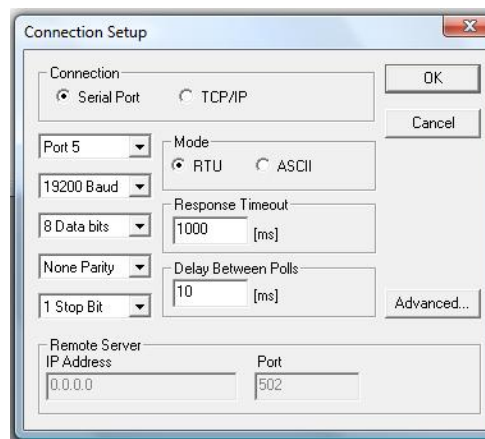 Connection Setup
Connection
Serial Port
TCP/IP
OK
Cancel
Port 5
19200 Baud
8 Data bits
None Parity
1 Stop Bit
Mode
RTU
ASCII
Response Timeout
1000 [ms]
Delay Between Polls
10 [ms]
Advanced...
Remote Server
IP Address
0.0.0.0
Port
502